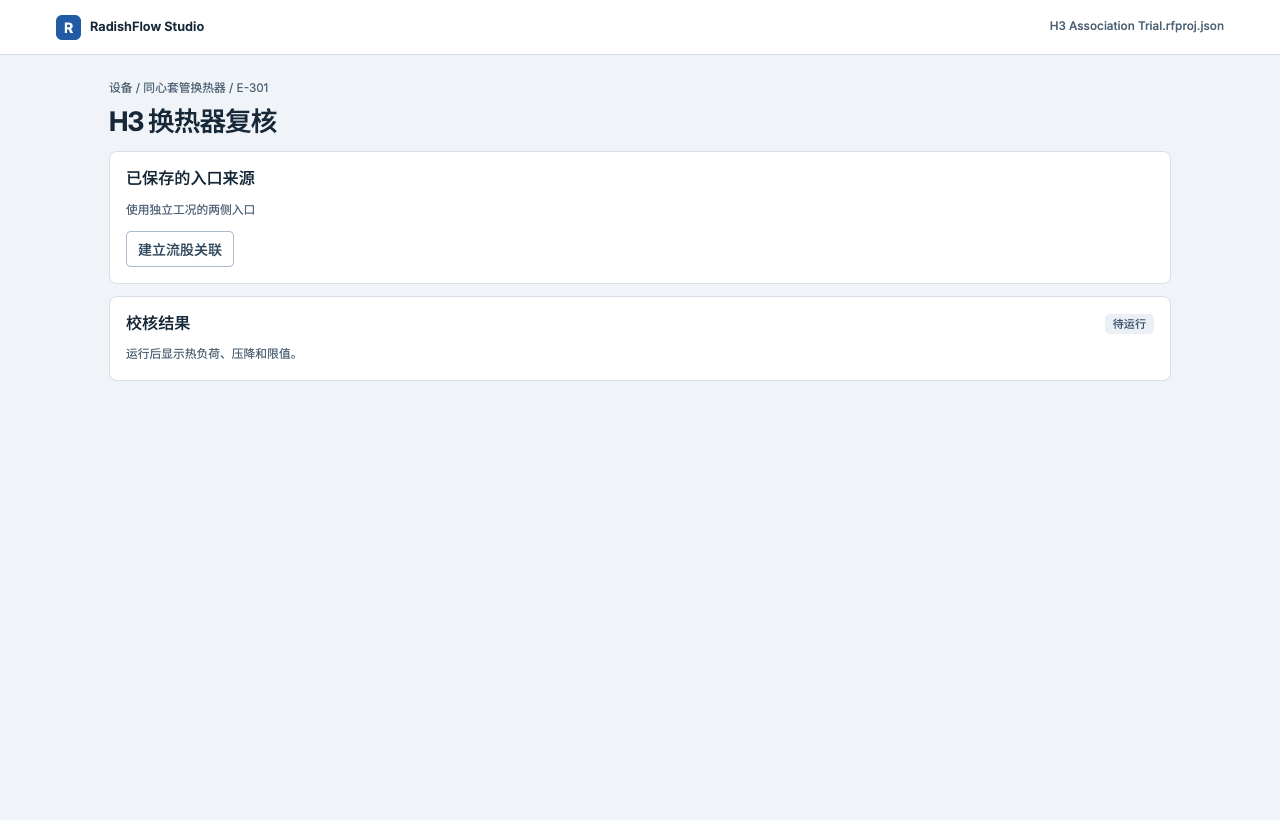 R RadishFlow Studio
H3 Association Trial.rfproj.json
设备 / 同心套管换热器 / E-301
H3 换热器复核
已保存的入口来源
使用独立工况的两侧入口
建立流股关联
校核结果
待运行
运行后显示热负荷、压降和限值。